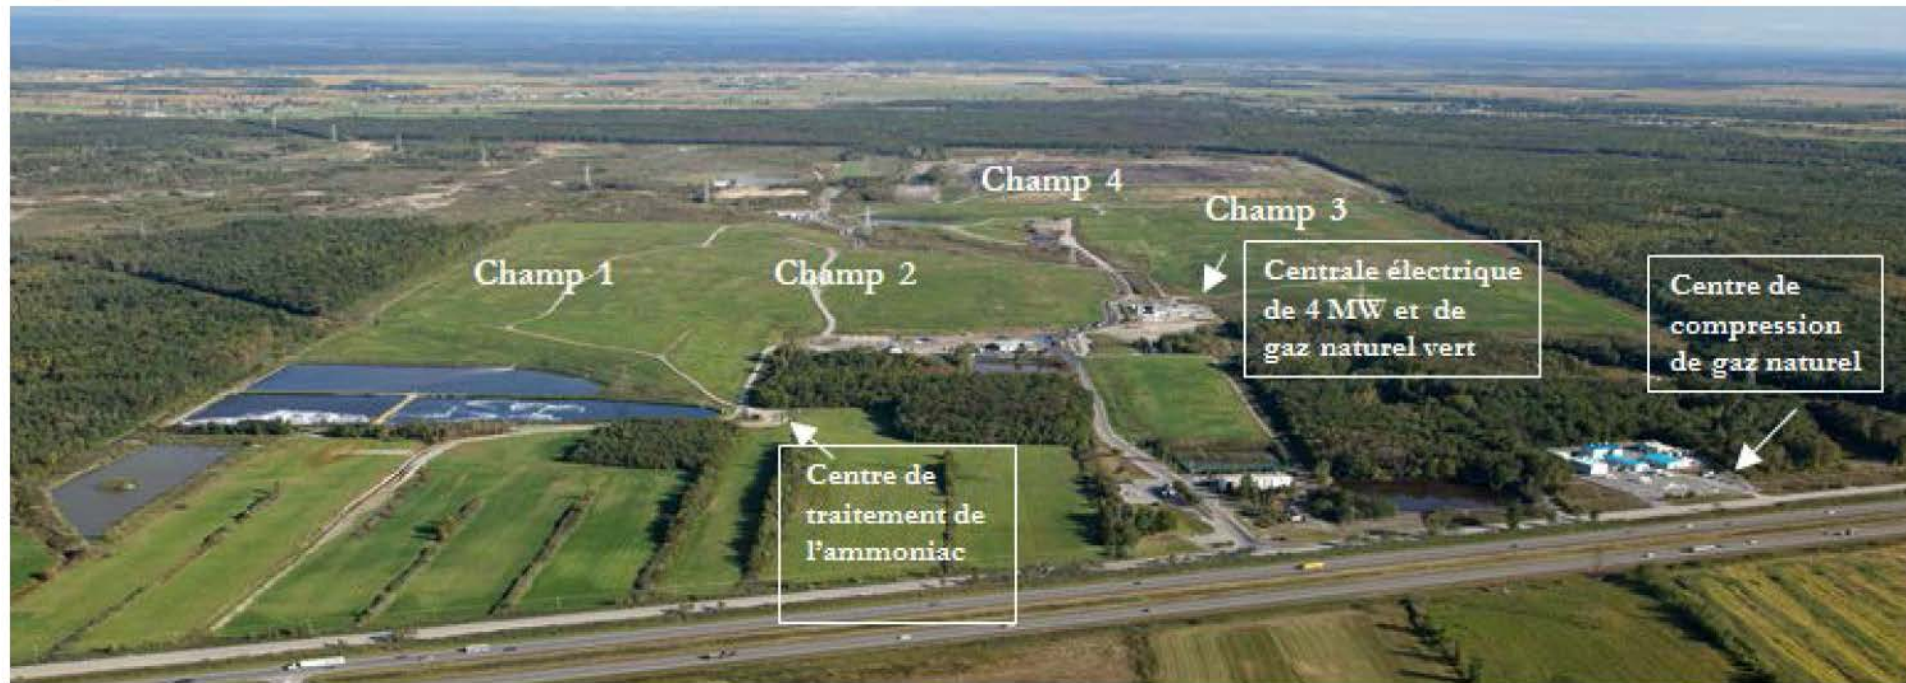 Champ 4
Champ 3
Champ 1
Champ 2
Centrale électrique
de 4 MW et de
gaz naturel vert
Centre de
compression
de gaz naturel
Centre de
traitement de
l'ammoniac